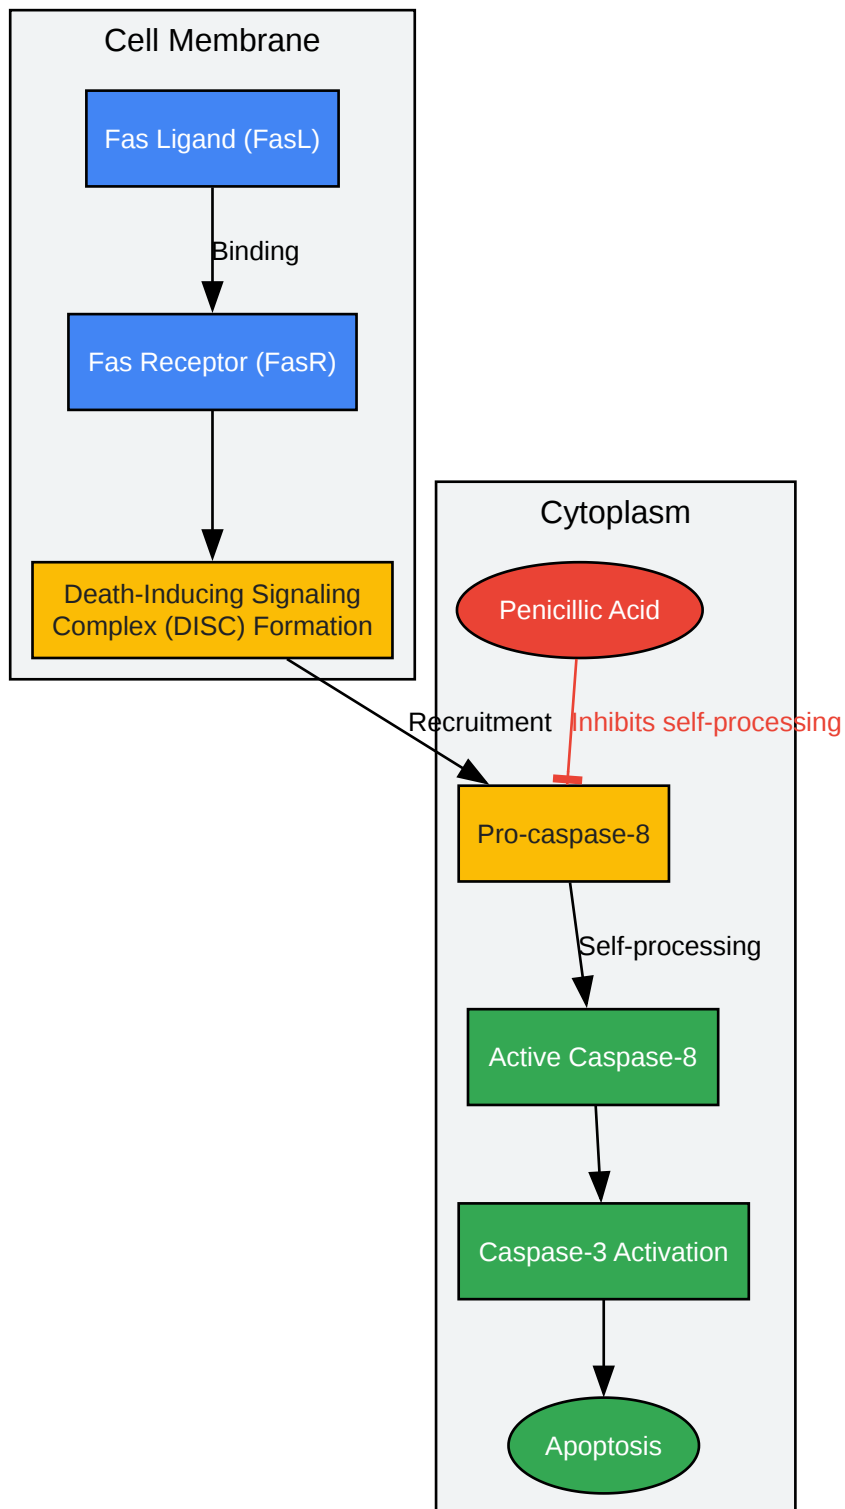 Cell Membrane
Fas Ligand (FasL)
Binding
Fas Receptor (FasR)
Death-Inducing Signaling
Complex (DISC) Formation
Cytoplasm
Penicillic Acid
Recruitment
Inhibits self-processing
Pro-caspase-8
Self-processing
Active Caspase-8
Caspase-3 Activation
Apoptosis